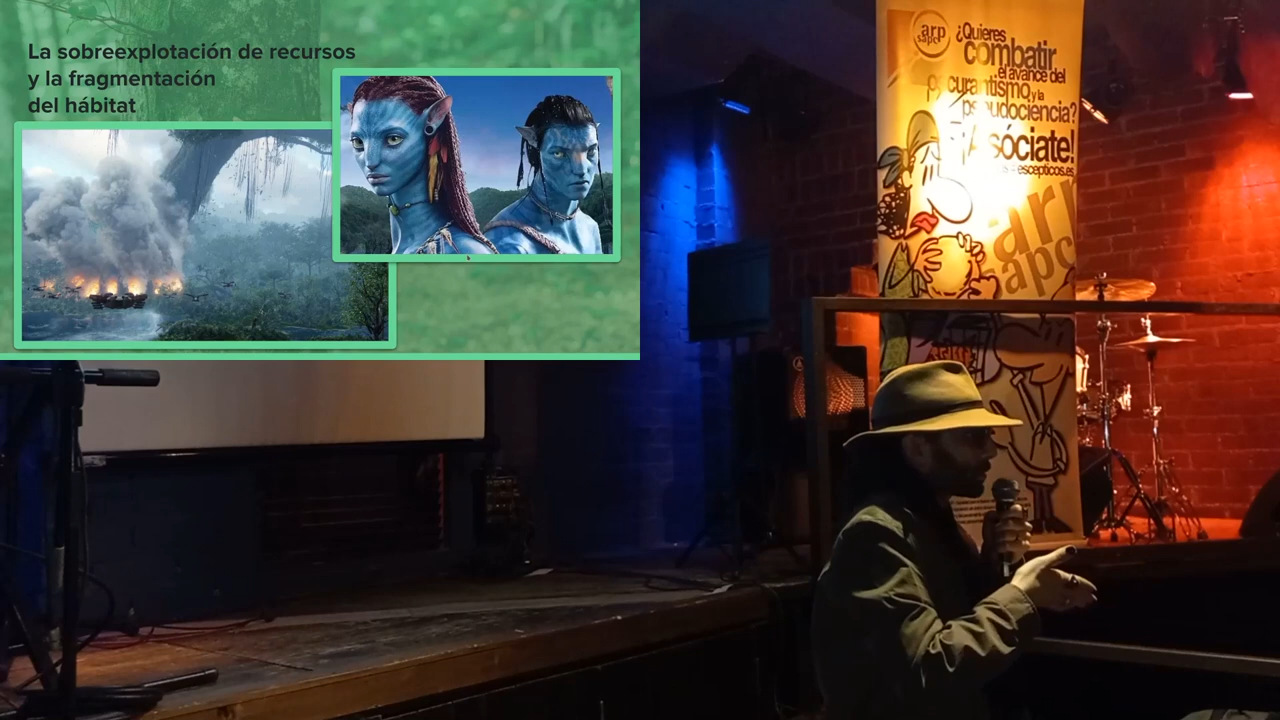 La sobreexplotación de recursos
y la fragmentación
del hábitat
arp
sapc
¿Quieres
combatir
el avance del
curantismo y la
pseudociencia?
¡Asóciate!
escepticos.es
arp
sapc